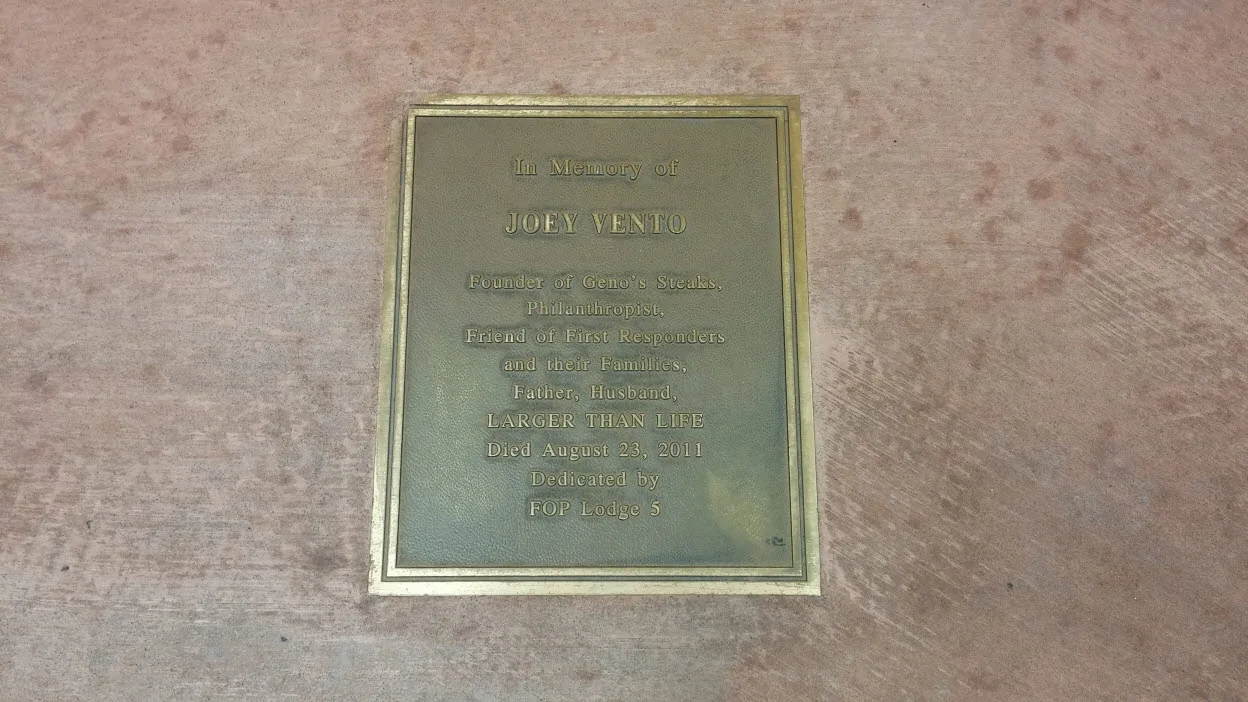 In Memory of
JOEY VENTO
Founder of Geno's Steaks,
Philanthropist,
Friend of First Responders
and their Families,
Father, Husband,
LARGER THAN LIFE
Died August 23, 2011
Dedicated by
FOP Lodge 5